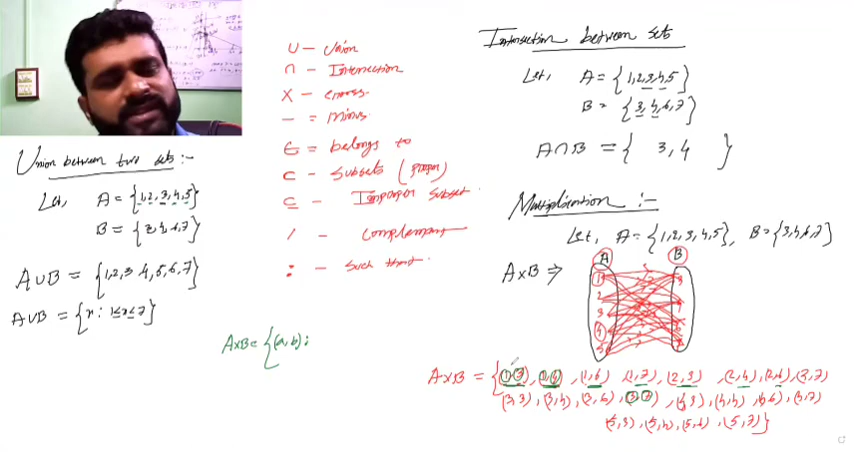 Union between two sets :-
Let, A = {1,2,3,4,5}
B = {3,4,6,7}
A∪B = {1,2,3 4,5,6,7}
A∪B = {x : 1≤x≤7}
A×B = {(a, b) :
∪ - Union
∩ - Intersection
× - cross
- = minus
∈ = belongs to
⊂ - Subsets (proper)
⊆ - Improper Subset
/ - Complement
: - Such that
Intersection between sets
Let, A = {1,2,3,4,5}
B = {3,4,6,7}
A∩B = { 3,4 }
Multiplication :-
Let, A = {1,2,3,4,5}, B = {3,4,6,7}
A×B ⇒
A B
1
2
3
4
5
A×B = {(1,3), (1,4), (1,6), (1,7), (2,3), (2,4), (2,6), (2,7)
(3,3), (3,4), (3,6), (4,3), (4,4), (4,6), (4,7)
(5,3), (5,4), (5,6), (5,7)}